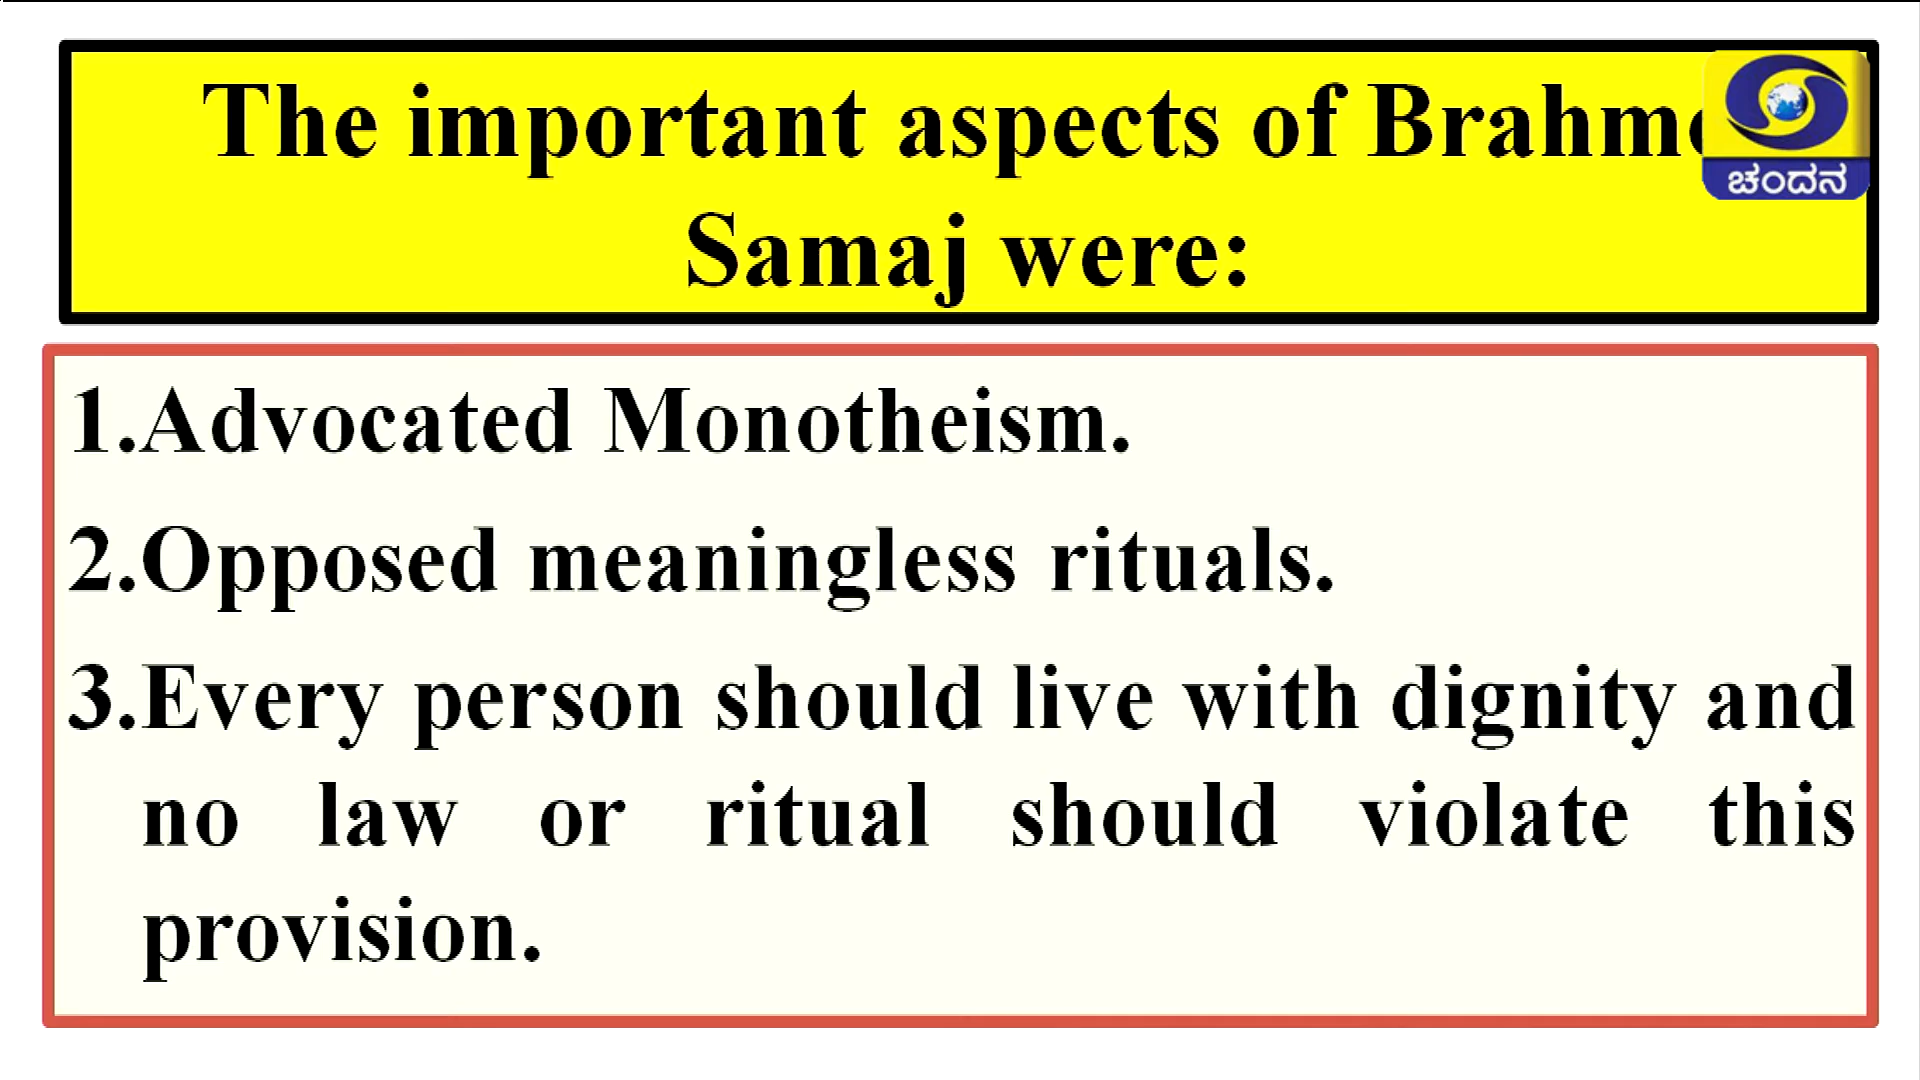 The important aspects of Brahmo
Samaj were:
ಚಂದನ
1.Advocated Monotheism.
2.Opposed meaningless rituals.
3.Every person should live with dignity and
no law or ritual should violate this
provision.